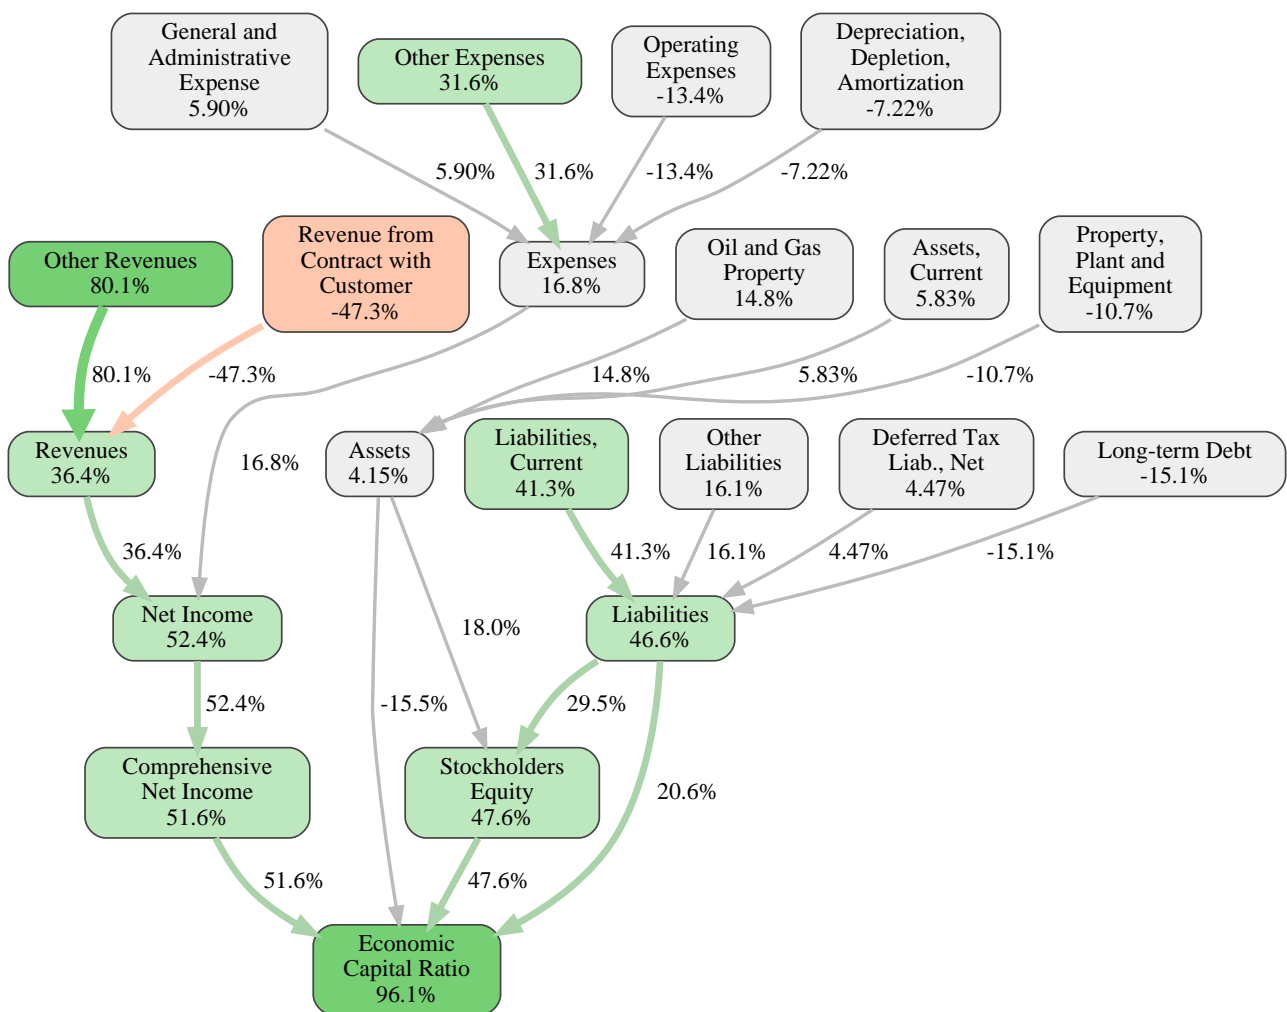 General and
Administrative
Expense
5.90%
Other Expenses
31.6%
Operating
Expenses
-13.4%
Depreciation,
Depletion,
Amortization
-7.22%
5.90%
31.6%
-13.4%
-7.22%
Other Revenues
80.1%
Revenue from
Contract with
Customer
-47.3%
Expenses
16.8%
Oil and Gas
Property
14.8%
Assets,
Current
5.83%
Property,
Plant and
Equipment
-10.7%
80.1%
-47.3%
14.8%
5.83%
-10.7%
Revenues
36.4%
16.8%
Assets
4.15%
Liabilities,
Current
41.3%
Other
Liabilities
16.1%
Deferred Tax
Liab., Net
4.47%
Long-term Debt
-15.1%
36.4%
41.3%
16.1%
4.47%
-15.1%
Net Income
52.4%
18.0%
Liabilities
46.6%
52.4%
-15.5%
29.5%
Comprehensive
Net Income
51.6%
Stockholders
Equity
47.6%
20.6%
51.6%
47.6%
Economic
Capital Ratio
96.1%